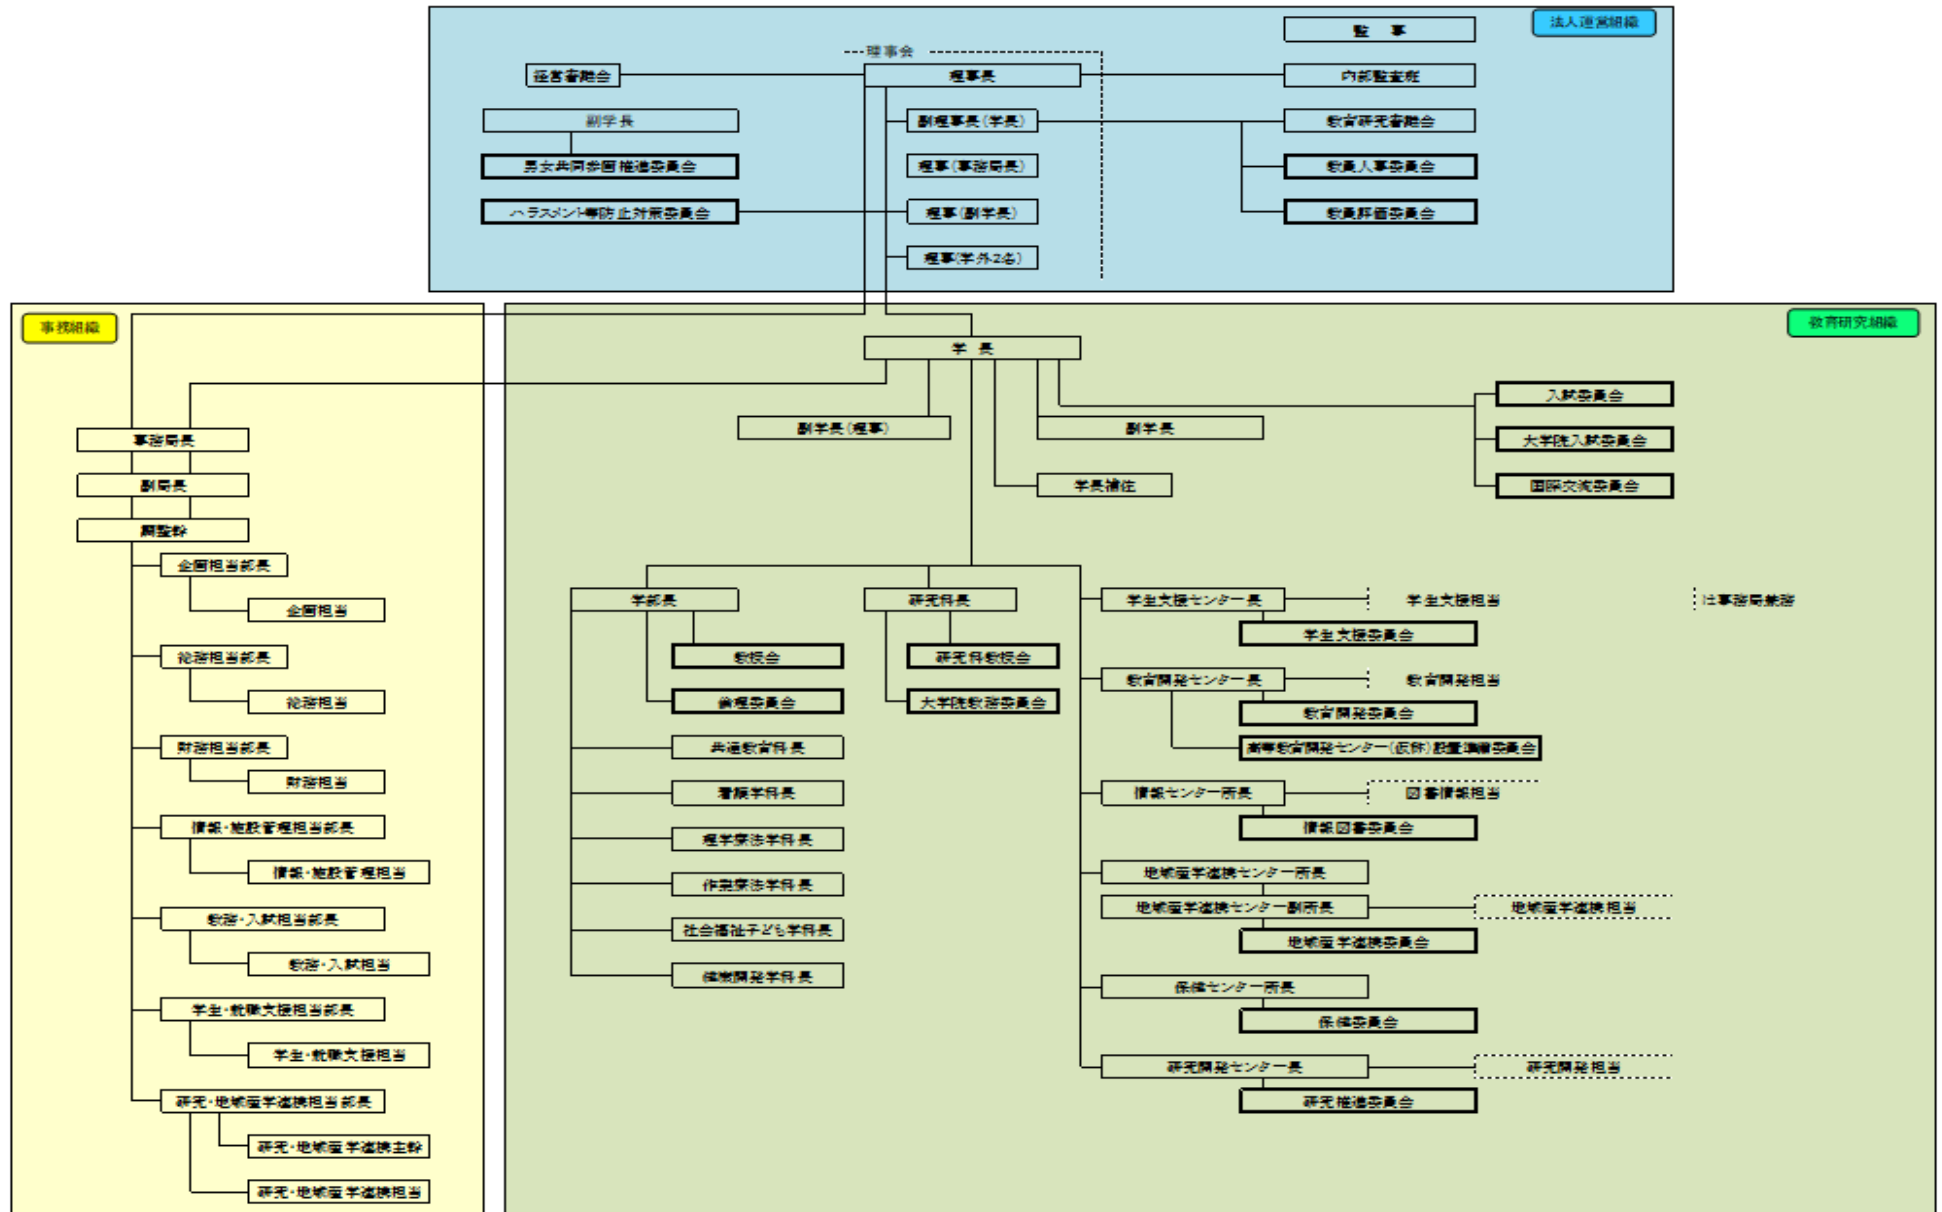 法人運営組織
監 事
理事会
経営審議会
理事長
内部監査班
副学長
副理事長(学長)
教育研究審議会
男女共同参画推進委員会
理事(事務局長)
教員人事委員会
ハラスメント等防止対策委員会
理事(副学長)
教員評価委員会
理事(学外2名)
事務組織
教育研究組織
学 長
入試委員会
副学長(理事)
副学長
事務局長
大学院入試委員会
副局長
学長補佐
国際交流委員会
調整幹
企画担当部長
企画担当
総務担当部長
総務担当
財務担当部長
財務担当
情報・施設管理担当部長
情報・施設管理担当
教務・入試担当部長
教務・入試担当
学生・就職支援担当部長
学生・就職支援担当
研究・地域産学連携担当部長
研究・地域産学連携主幹
研究・地域産学連携担当
学部長
教授会
倫理委員会
共通教育科長
看護学科長
理学療法学科長
作業療法学科長
社会福祉子ども学科長
健康開発学科長
研究科長
研究科教授会
大学院教務委員会
学生支援センター長
学生支援担当
は事務局兼務
学生支援委員会
教育開発センター長
教育開発担当
教育開発委員会
高等教育開発センター(仮称)設置準備委員会
情報センター所長
図書情報担当
情報図書委員会
地域産学連携センター所長
地域産学連携センター副所長
地域産学連携担当
地域産学連携委員会
保健センター所長
保健委員会
研究開発センター長
研究開発担当
研究推進委員会